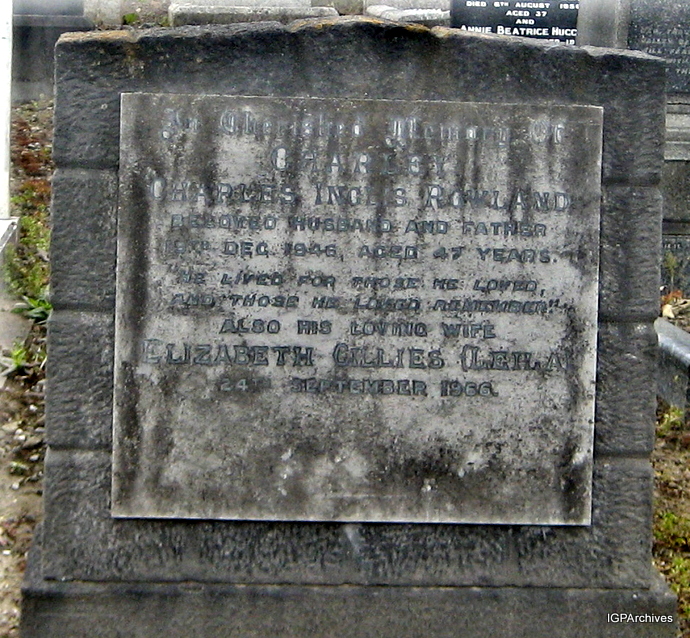 DIED 6TH AUGUST 195
AGED 37
AND
ANNIE BEATRICE HUCC
In Cherished Memory Of
CHARLEY
CHARLES INGLIS ROWLAND
BELOVED HUSBAND AND FATHER
19TH DEC. 1946, AGED 47 YEARS.
"HE LIVED FOR THOSE HE LOVED,
AND THOSE HE LOVED REMEMBER"
ALSO HIS LOVING WIFE
ELIZABETH GILLIES (LEILA)
24TH SEPTEMBER 1966.
IGPArchives